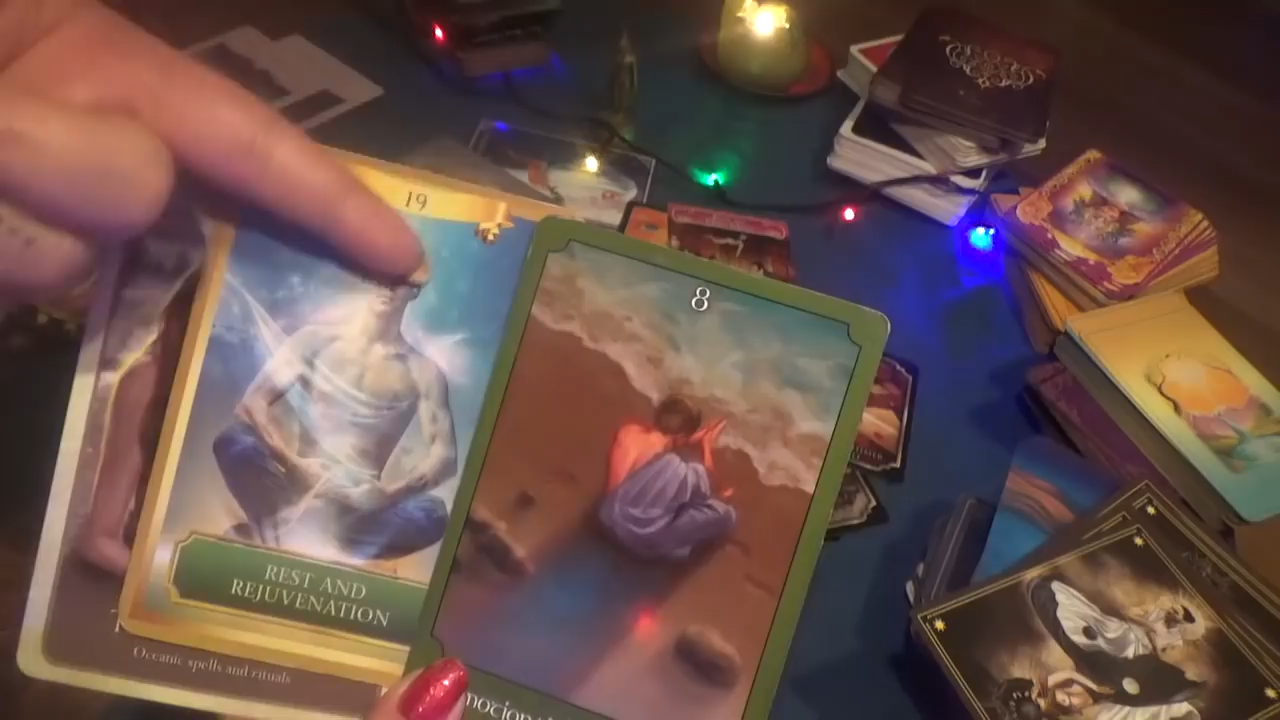 19
8
REST AND
REJUVENATION
Oceanic spells and rituals